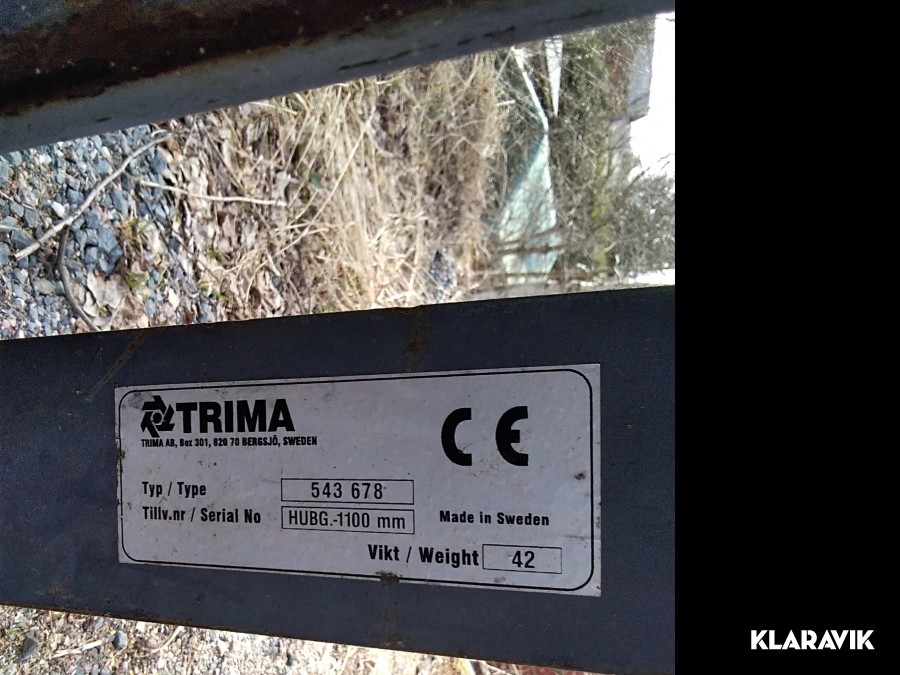 TRIMA
TRIMA AB, Box 301, 820 70 BERGSJÖ, SWEDEN
CE
Typ / Type 543 678
Tillv.nr / Serial No HUBG.-1100 mm
Made in Sweden
Vikt / Weight 42
KLARAVIK